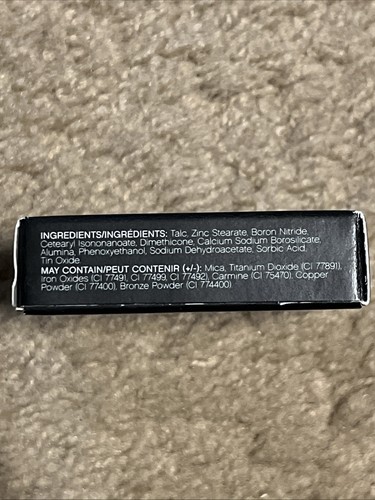 INGREDIENTS/INGRÉDIENTS: Talc, Zinc Stearate, Boron Nitride,
Cetearyl Isononanoate, Dimethicone, Calcium Sodium Borosilicate,
Alumina, Phenoxyethanol, Sodium Dehydroacetate, Sorbic Acid,
Tin Oxide
MAY CONTAIN/PEUT CONTENIR (+/-): Mica, Titanium Dioxide (CI 77891),
Iron Oxides (CI 77491, CI 77499, CI 77492), Carmine (CI 75470), Copper
Powder (CI 77400), Bronze Powder (CI 774400)